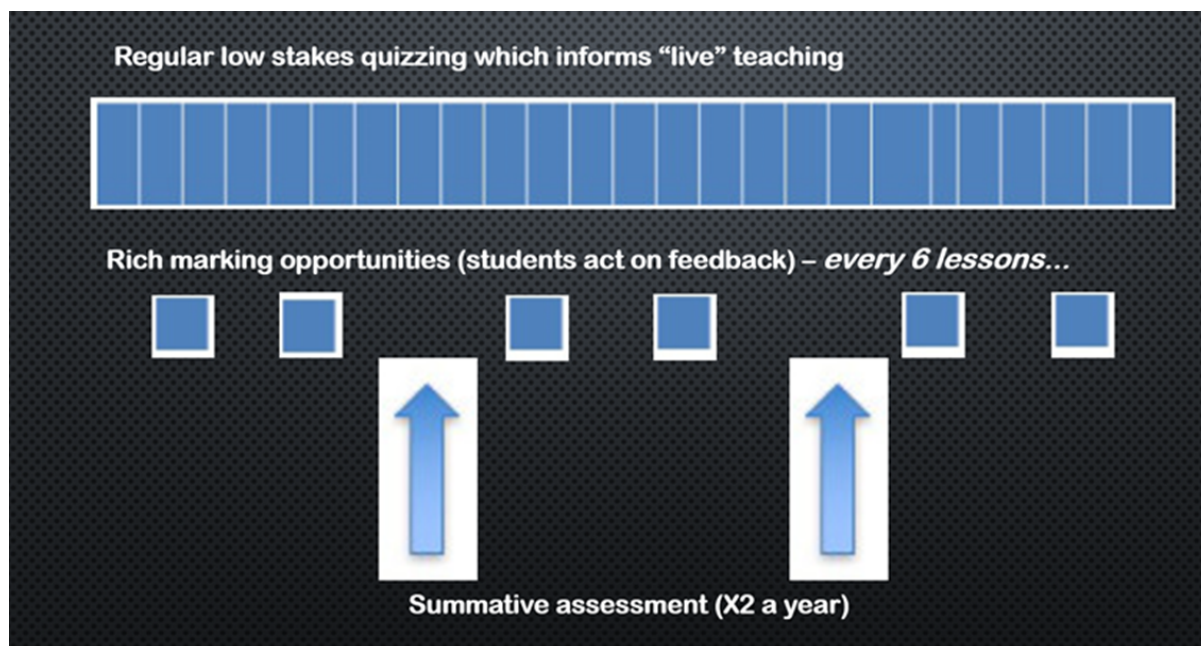 Regular low stakes quizzing which informs “live” teaching
Rich marking opportunities (students act on feedback) – every 6 lessons...
Summative assessment (X2 a year)